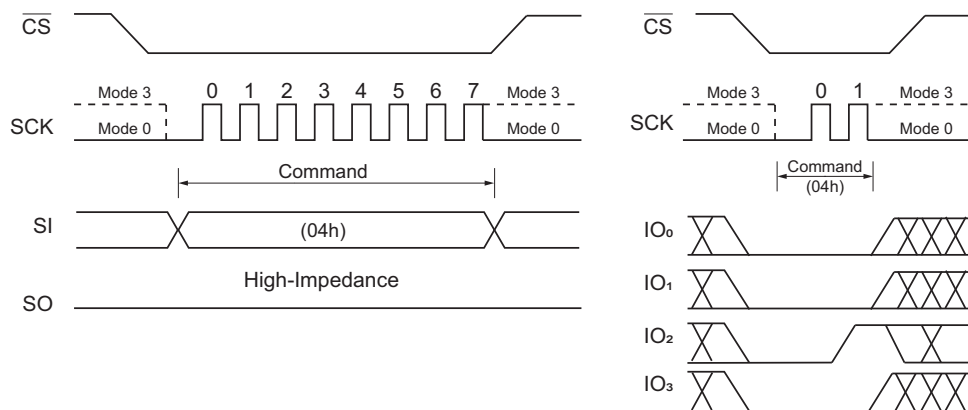 CS
Mode 3
0 1 2 3 4 5 6 7
Mode 3
SCK
Mode 0
Mode 0
Command
SI
(04h)
High-Impedance
SO
CS
Mode 3
0 1
Mode 3
SCK
Mode 0
Mode 0
Command
(04h)
IO₀
IO₁
IO₂
IO₃